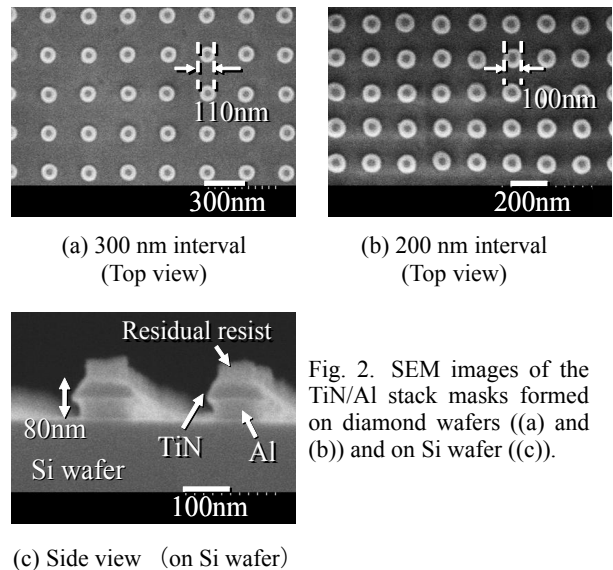 110nm
300nm
100nm
200nm
(a) 300 nm interval
(Top view)
(b) 200 nm interval
(Top view)
Residual resist
80nm
TiN
Al
Si wafer
100nm
Fig. 2. SEM images of the
TiN/Al stack masks formed
on diamond wafers ((a) and
(b)) and on Si wafer ((c)).
(c) Side view （on Si wafer）